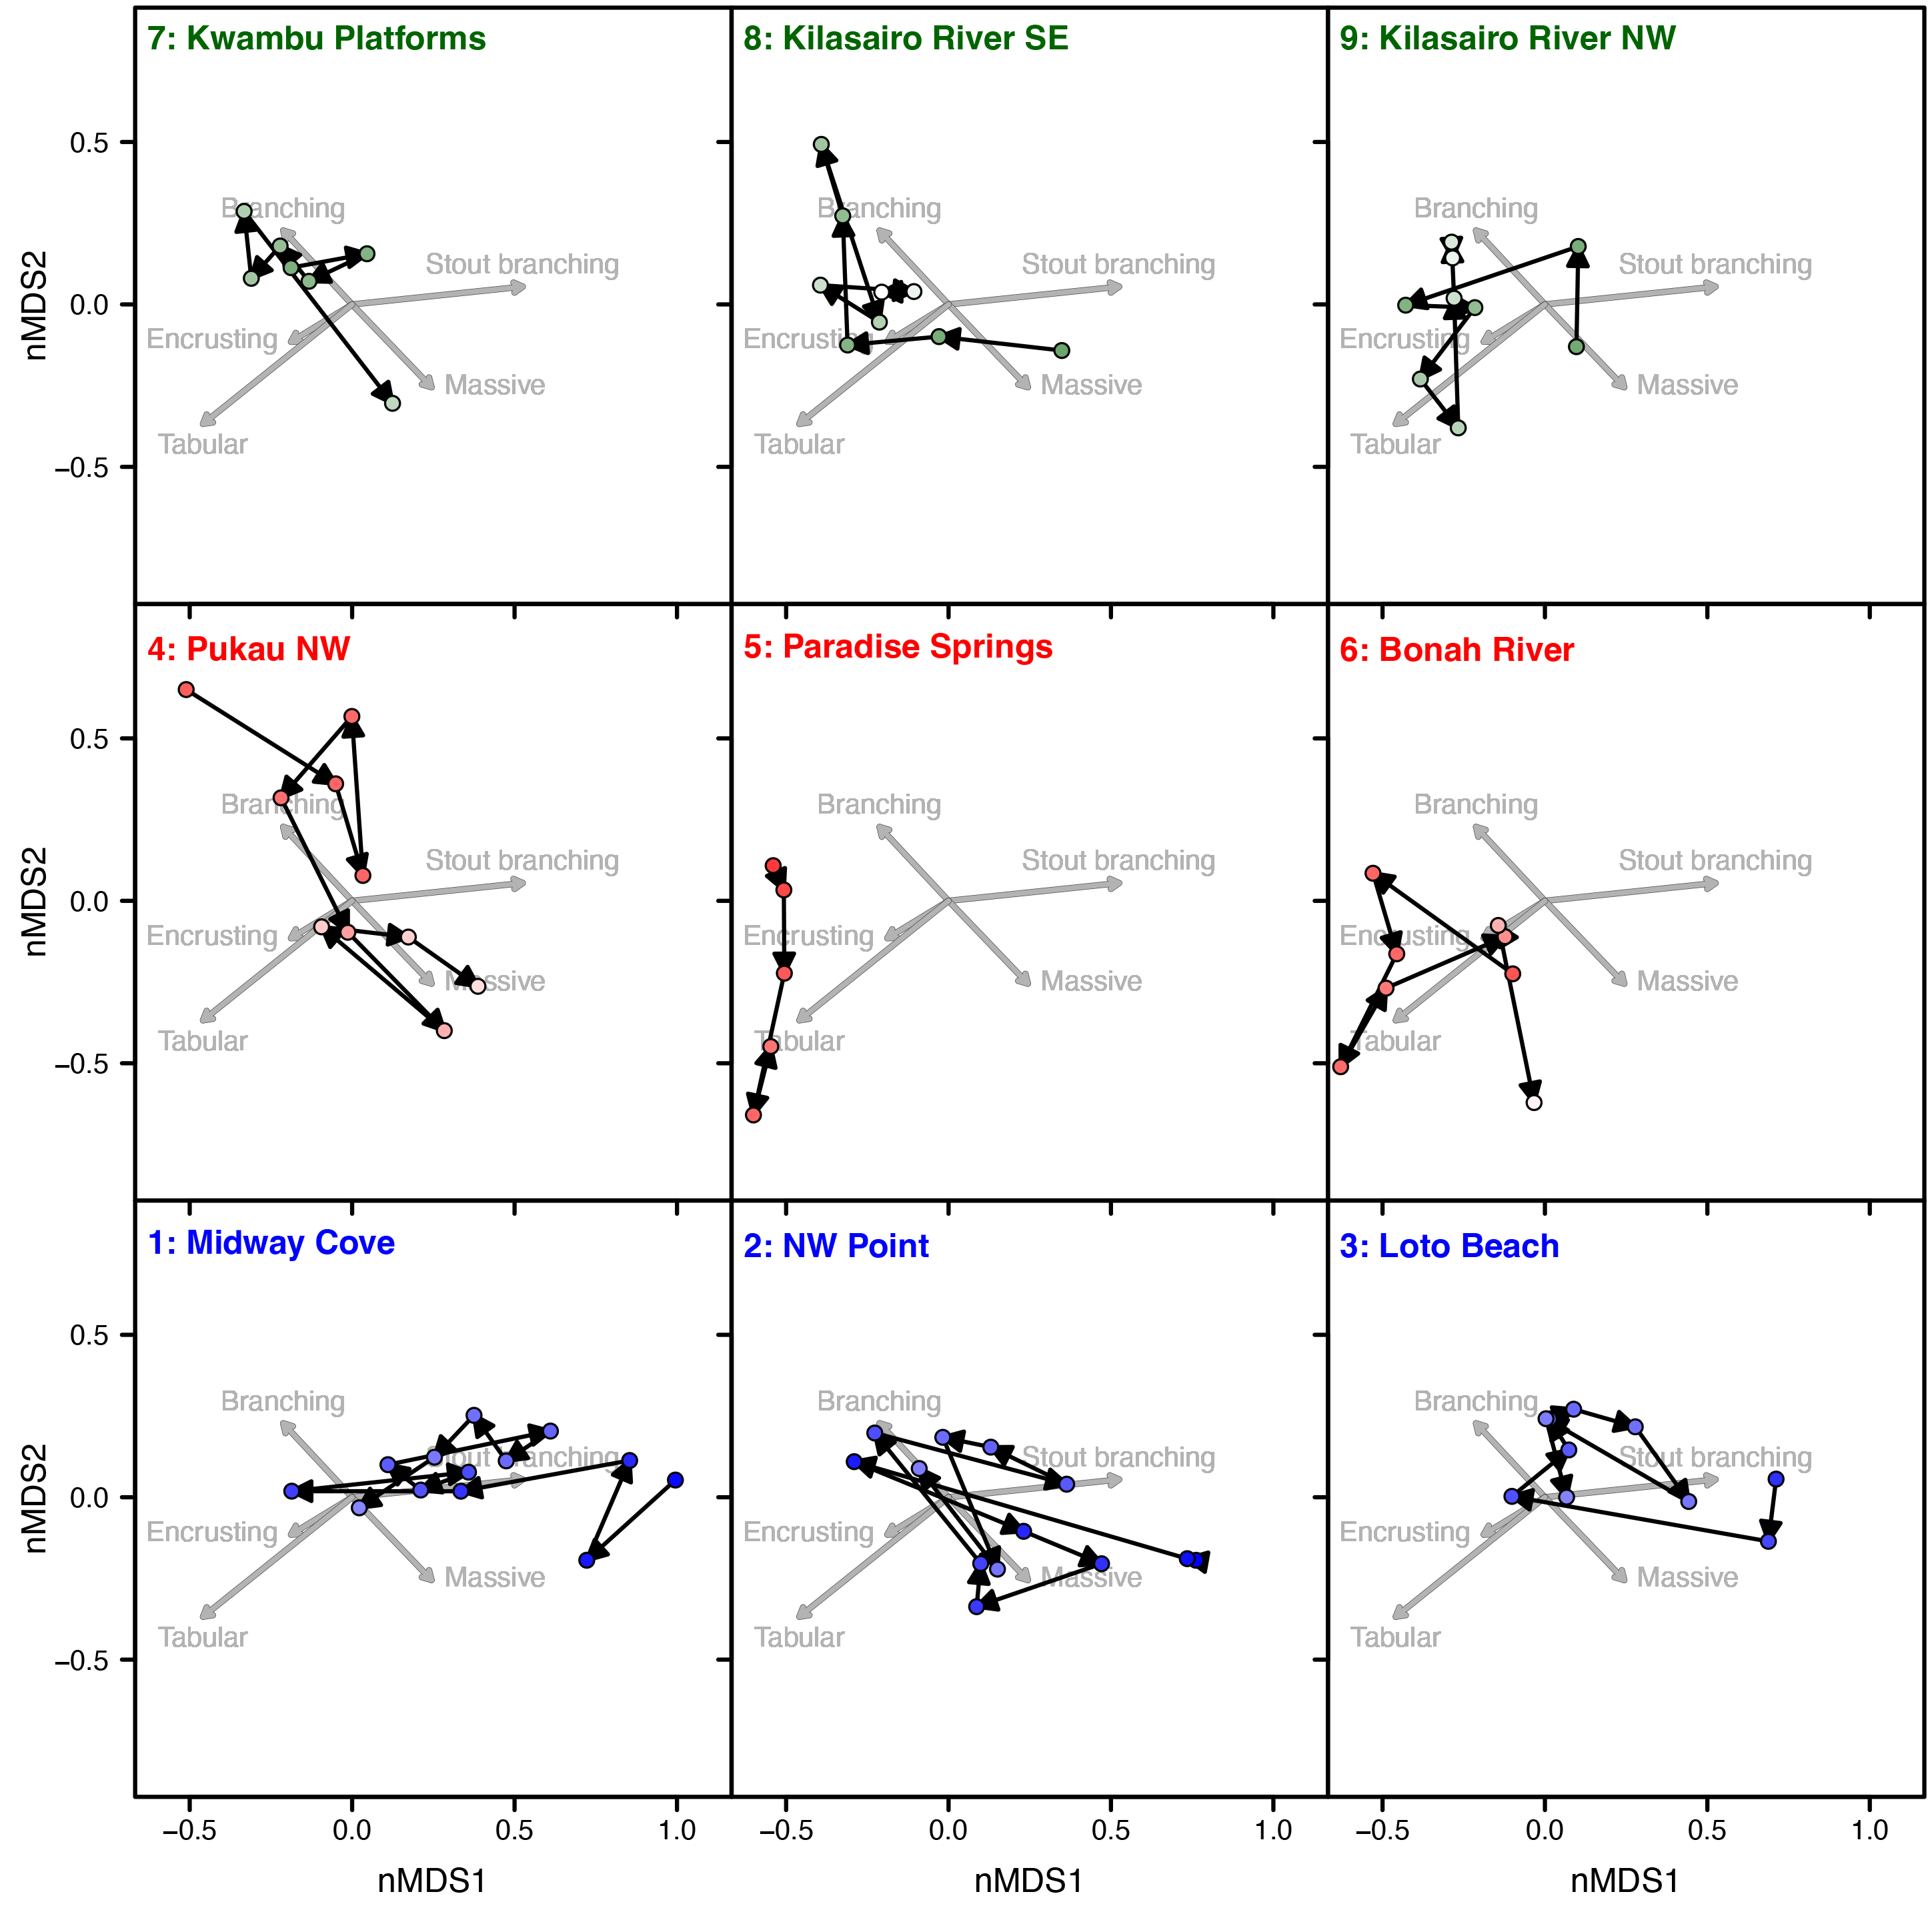 7: Kwambu Platforms
8: Kilasairo River SE
9: Kilasairo River NW
nMDS2
0.5
0.0
−0.5
Branching
Stout branching
Encrusting
Massive
Tabular
Branching
Stout branching
Encrusting
Massive
Tabular
Branching
Stout branching
Encrusting
Massive
Tabular
4: Pukau NW
5: Paradise Springs
6: Bonah River
nMDS2
0.5
0.0
−0.5
Branching
Stout branching
Encrusting
Massive
Tabular
Branching
Stout branching
Encrusting
Massive
Tabular
Branching
Stout branching
Encrusting
Massive
Tabular
1: Midway Cove
2: NW Point
3: Loto Beach
nMDS2
0.5
0.0
−0.5
Branching
Stout branching
Encrusting
Massive
Tabular
Branching
Stout branching
Encrusting
Massive
Tabular
Branching
Stout branching
Encrusting
Massive
Tabular
−0.5 0.0 0.5 1.0
−0.5 0.0 0.5 1.0
−0.5 0.0 0.5 1.0
nMDS1
nMDS1
nMDS1